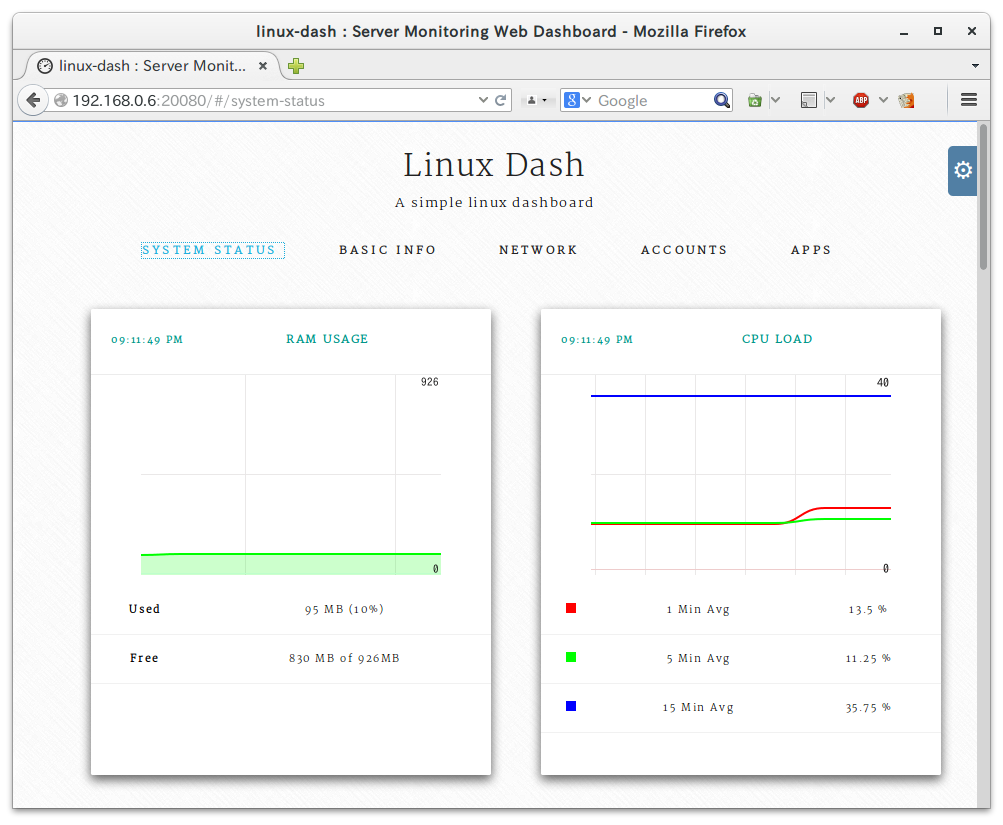 linux-dash : Server Monitoring Web Dashboard - Mozilla Firefox
linux-dash : Server Monit...
192.168.0.6:20080/#/system-status
8
Google
ABP
Linux Dash
A simple linux dashboard
SYSTEM STATUS BASIC INFO NETWORK ACCOUNTS APPS
09:11:49 PM RAM USAGE
926
0
Used 95 MB (10%)
Free 830 MB of 926MB
09:11:49 PM CPU LOAD
40
0
1 Min Avg 13.5 %
5 Min Avg 11.25 %
15 Min Avg 35.75 %